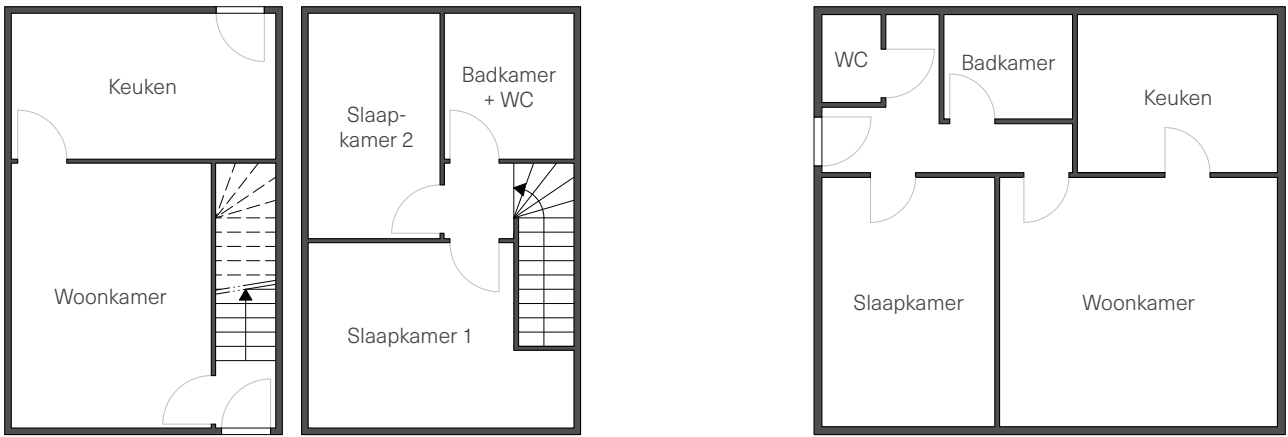 Keuken
Woonkamer
Slaap-
kamer 2
Badkamer
+ WC
Slaapkamer 1
WC
Badkamer
Keuken
Slaapkamer
Woonkamer